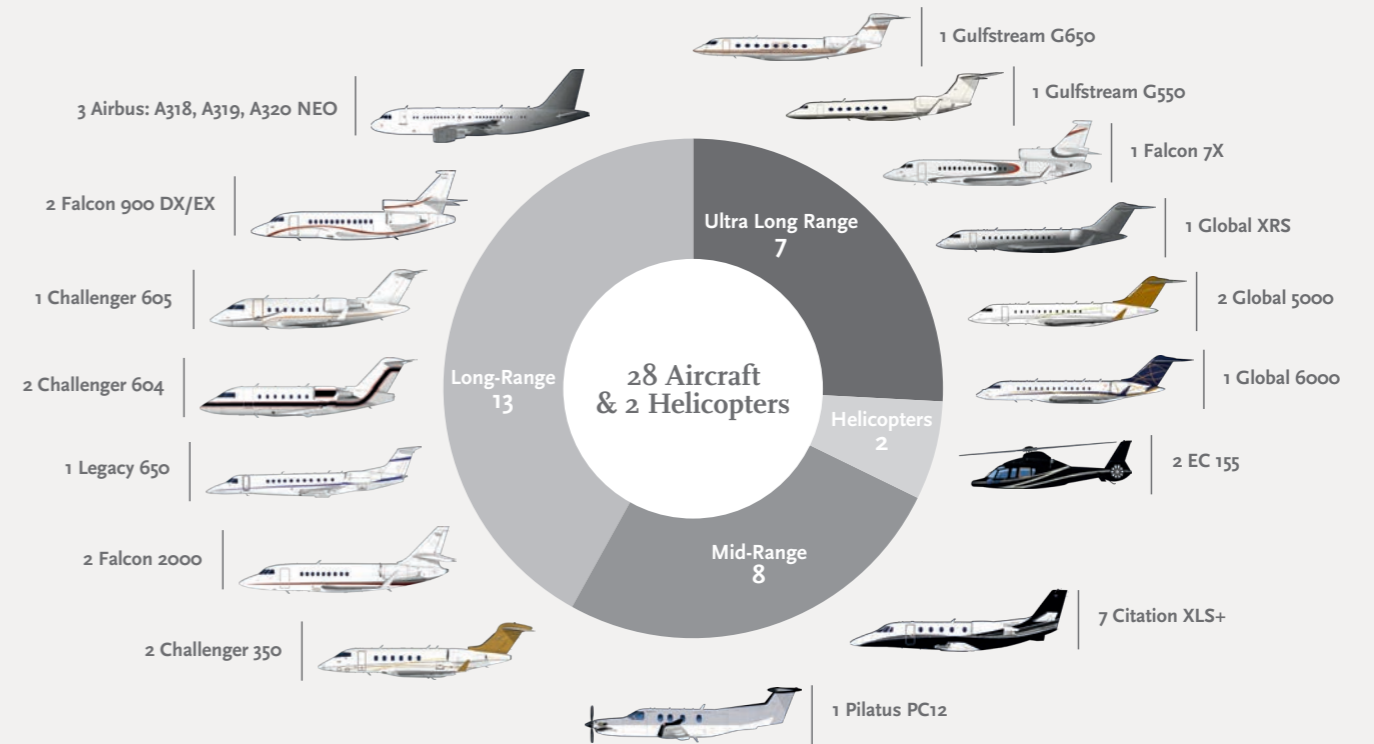 1 Gulfstream G650
3 Airbus: A318, A319, A320 NEO
1 Gulfstream G550
1 Falcon 7X
2 Falcon 900 DX/EX
Ultra Long Range
7
1 Global XRS
1 Challenger 605
2 Global 5000
Long-Range
13
28 Aircraft
& 2 Helicopters
2 Challenger 604
1 Global 6000
Helicopters
2
1 Legacy 650
2 EC 155
Mid-Range
8
2 Falcon 2000
7 Citation XLS+
2 Challenger 350
1 Pilatus PC12